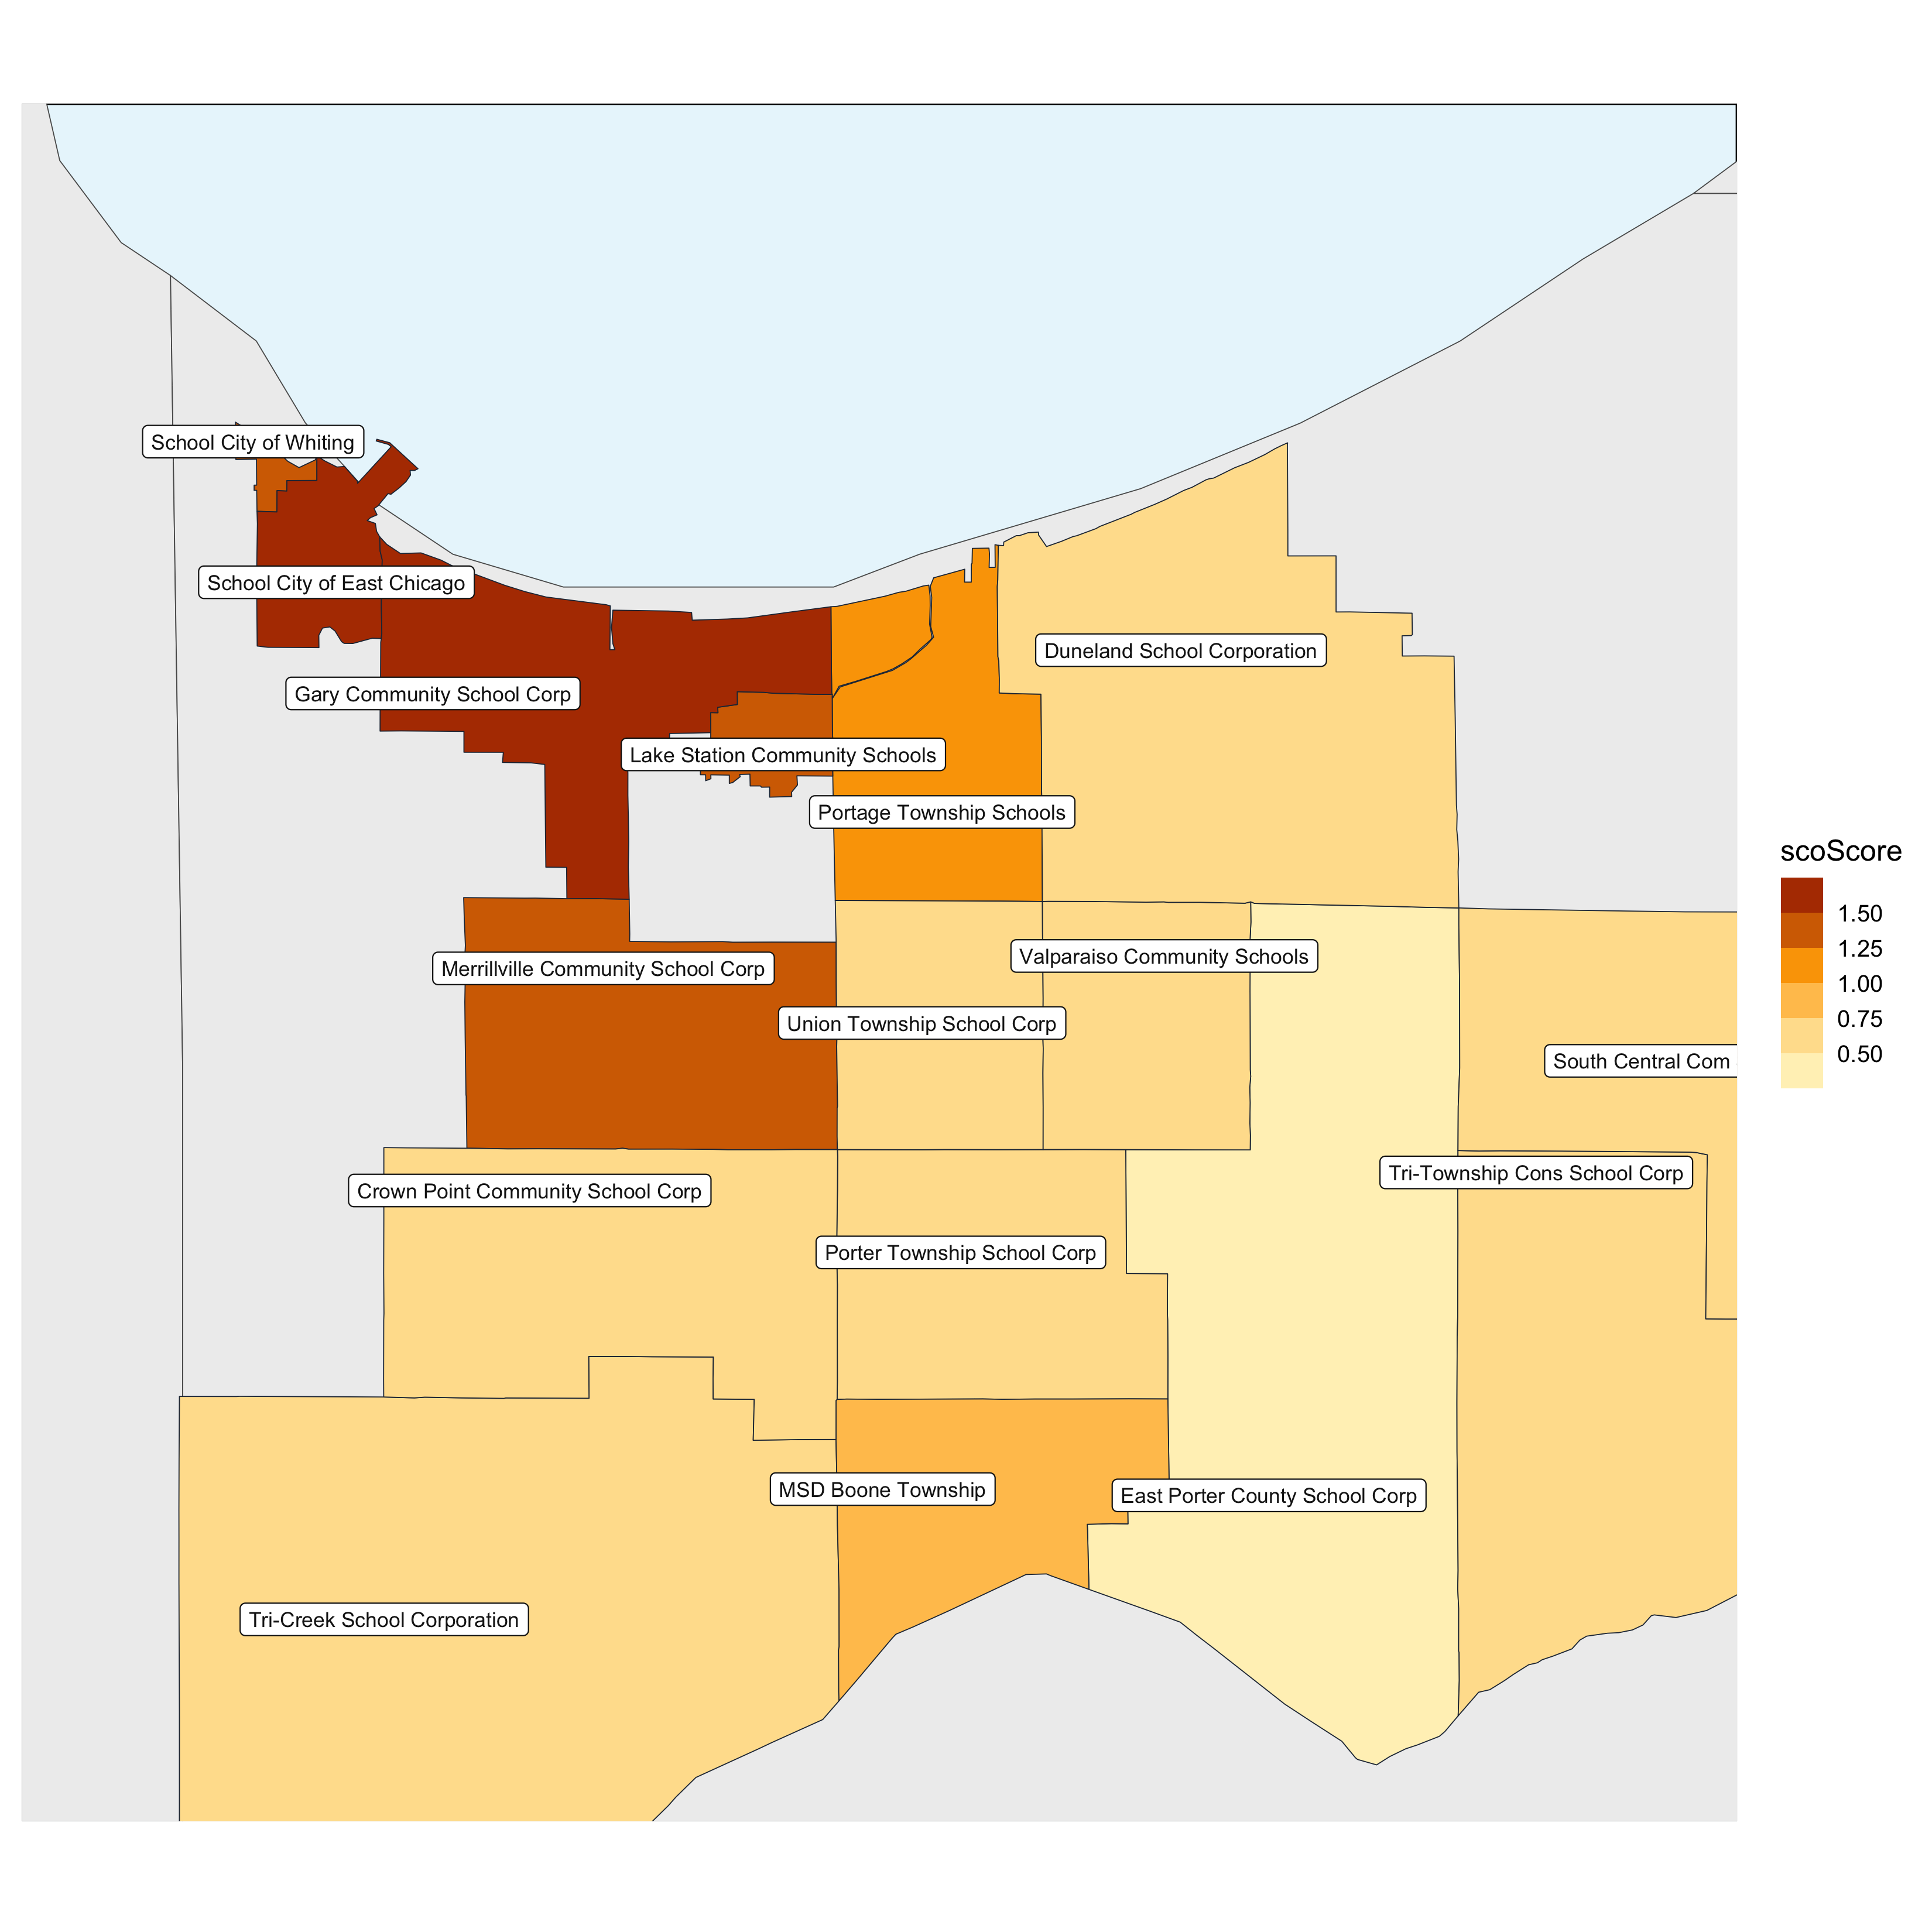 School City of Whiting
School City of East Chicago
Duneland School Corporation
Gary Community School Corp
Lake Station Community Schools
Portage Township Schools
scoScore
1.50
1.25
1.00
0.75
0.50
Valparaiso Community Schools
Merrillville Community School Corp
Union Township School Corp
South Central Com
Tri-Township Cons School Corp
Crown Point Community School Corp
Porter Township School Corp
MSD Boone Township
East Porter County School Corp
Tri-Creek School Corporation